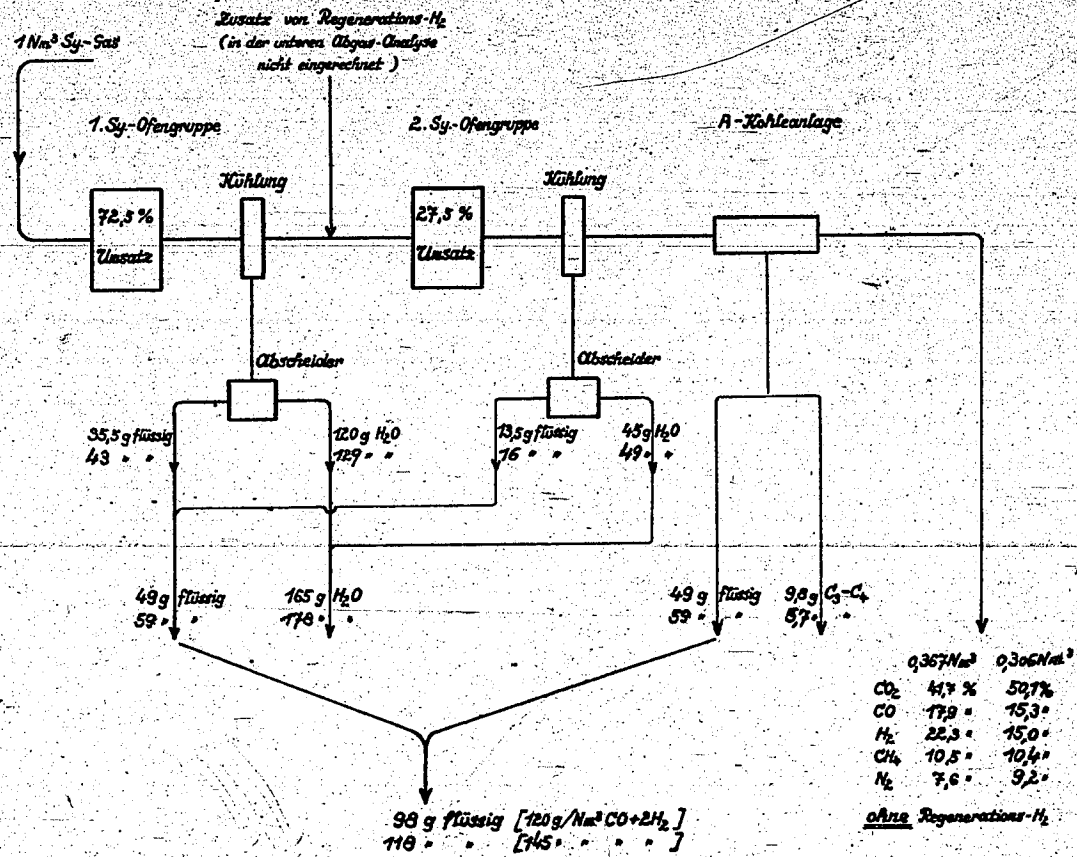 1 Nm³ Sy.-Gas
Zusatz von Regenerations-H₂
(in der unteren Abgas-Analyse
nicht eingerechnet)
1. Sy.-Ofengruppe
2. Sy.-Ofengruppe
A-Kohleanlage
Kühlung
Kühlung
72,5 %
Umsatz
27,5 %
Umsatz
Abscheider
Abscheider
35,5 g flüssig
43 " "
120 g H₂O
129 " "
13,5 g flüssig
16 " "
45 g H₂O
49 " "
49 g flüssig
59 " "
165 g H₂O
178 " "
49 g flüssig
59 " "
9,8 g C₃-C₄
5,7 " "
0,367 Nm³ 0,306 Nm³
CO₂ 41,7 % 50,1 %
CO 17,9 " 15,3 "
H₂ 22,3 " 15,0 "
CH₄ 10,5 " 10,4 "
N₂ 7,6 " 9,2 "
ohne Regenerations-H₂
98 g flüssig [120 g/Nm³ CO+2H₂]
118 " " [145 " " " "]